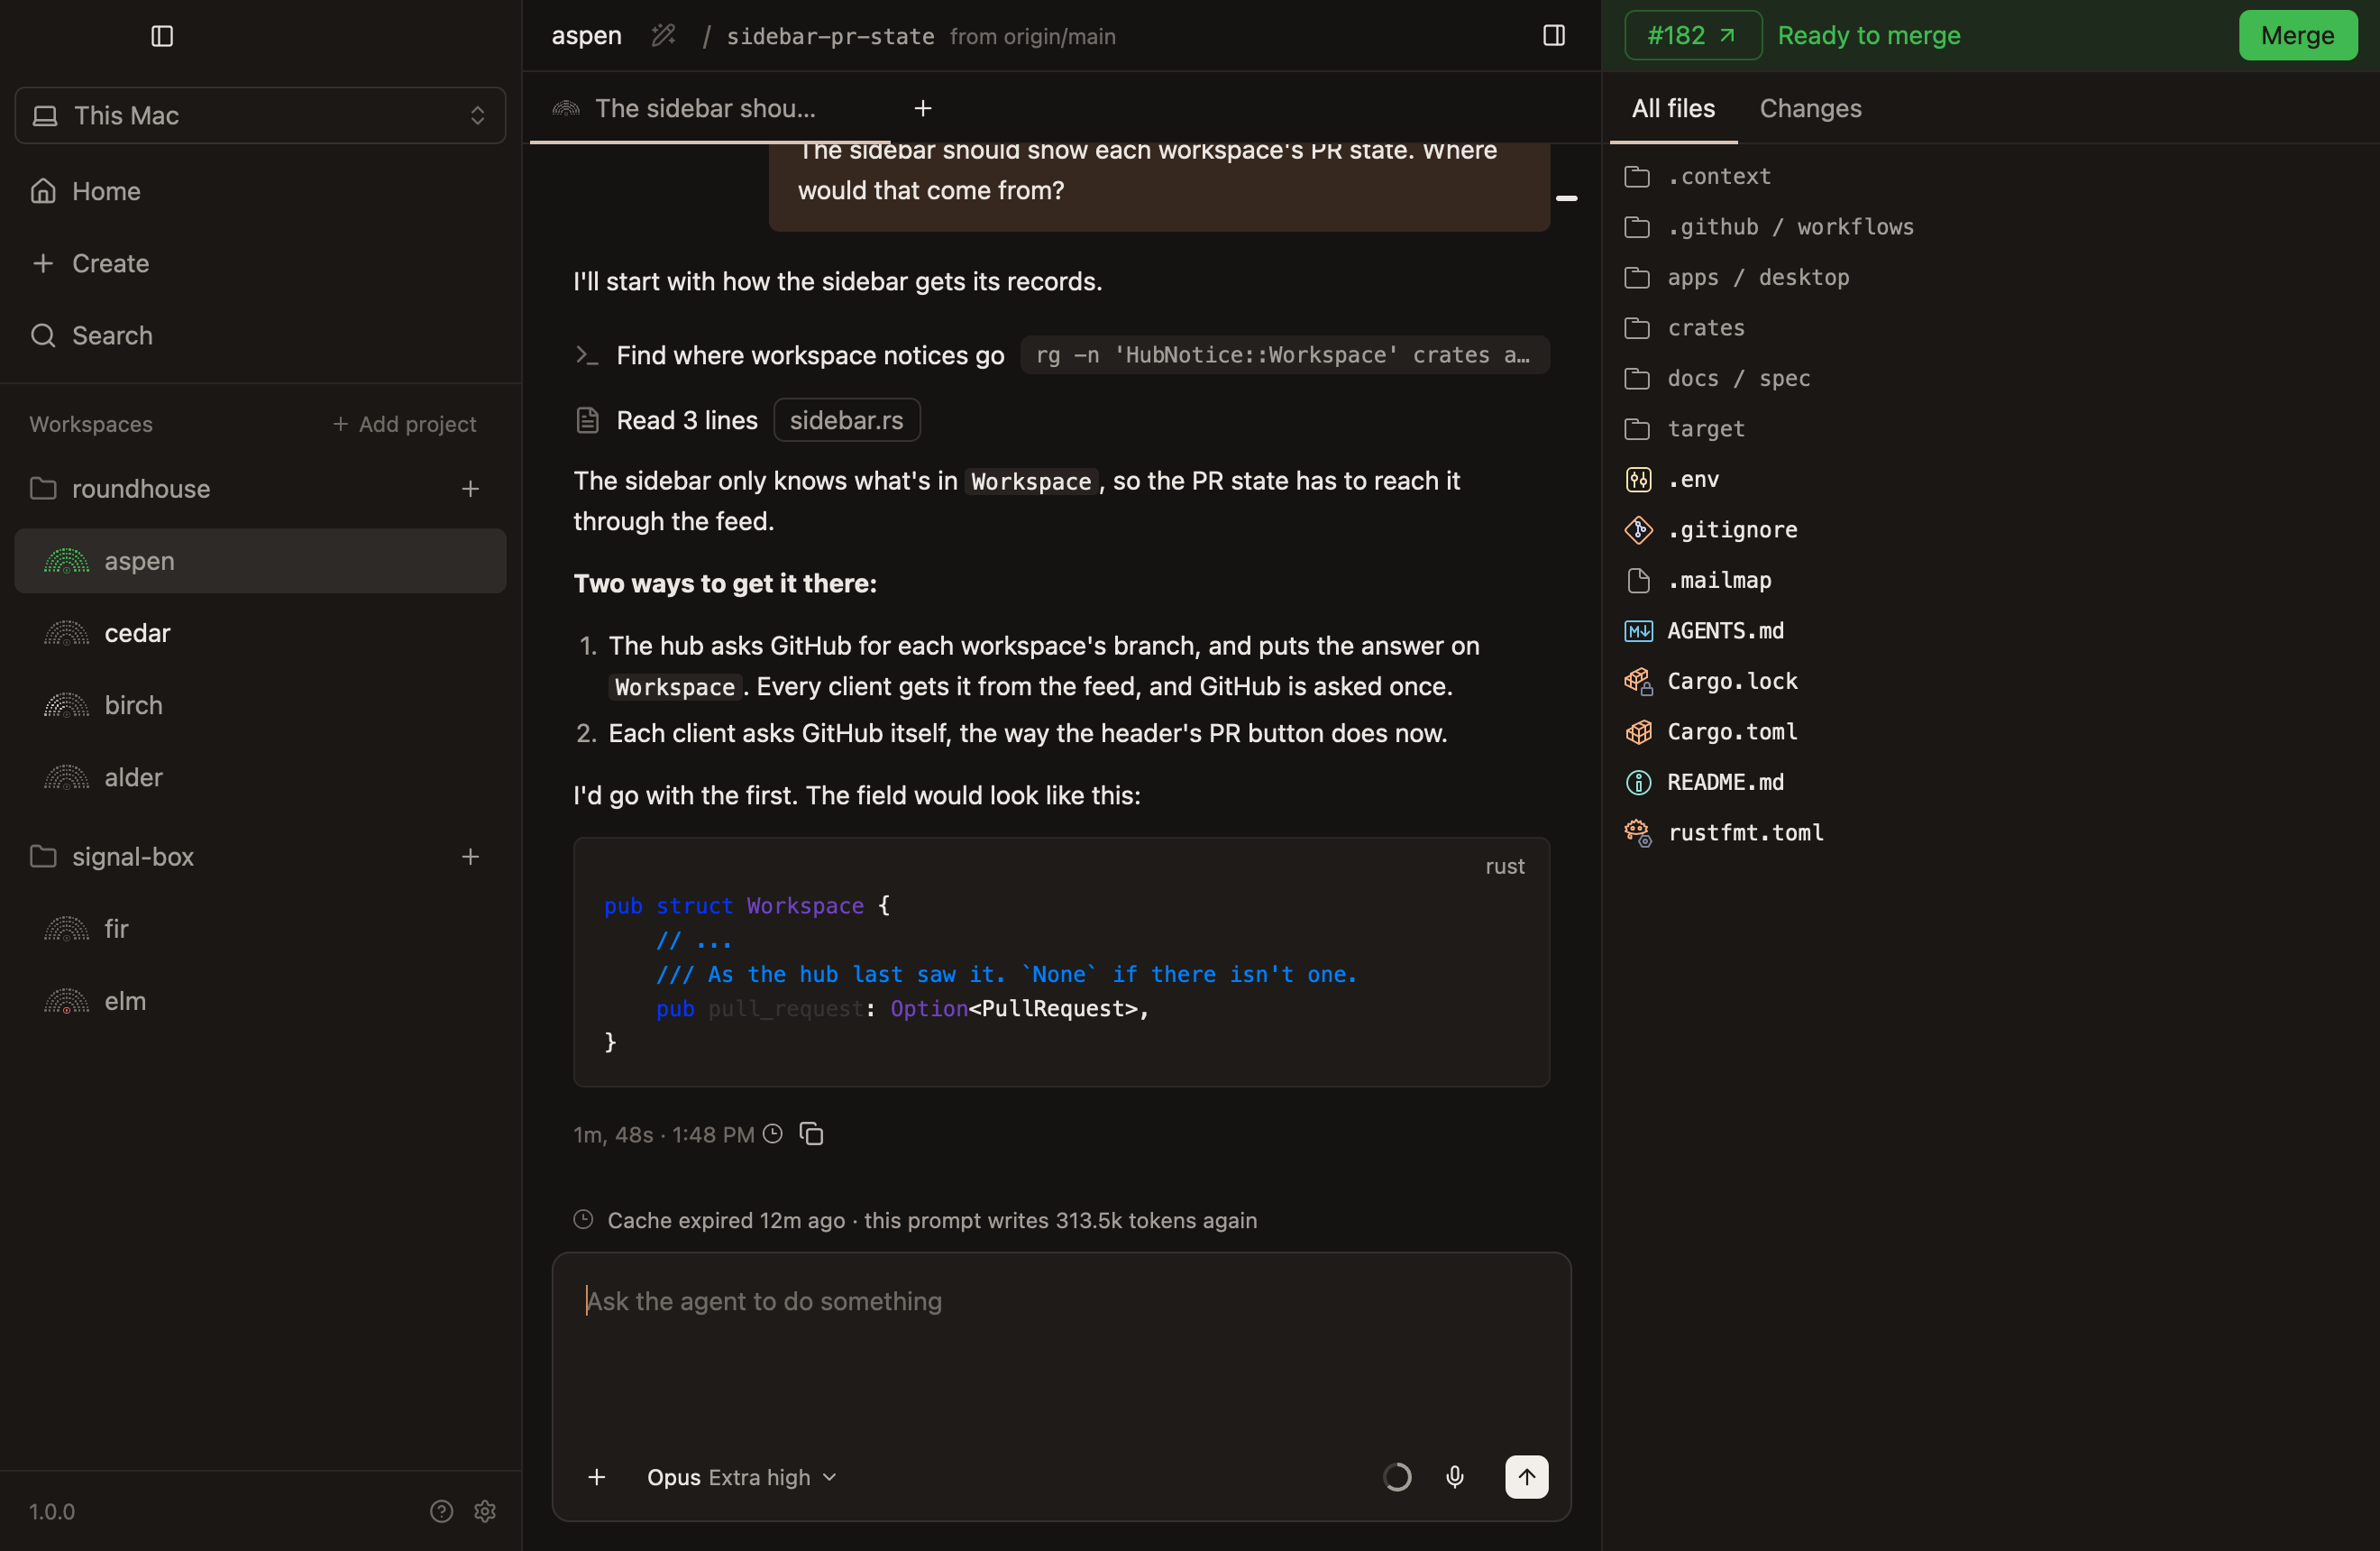 This Mac
Home
Create
Search
Workspaces
+ Add project
roundhouse
aspen
cedar
birch
alder
signal-box
fir
elm
1.0.0
aspen / sidebar-pr-state from origin/main
The sidebar shou...
The sidebar should show each workspace's PR state. Where
would that come from?
I'll start with how the sidebar gets its records.
Find where workspace notices go rg -n 'HubNotice::Workspace' crates a…
Read 3 lines sidebar.rs
The sidebar only knows what's in Workspace, so the PR state has to reach it
through the feed.
Two ways to get it there:
1. The hub asks GitHub for each workspace's branch, and puts the answer on
Workspace. Every client gets it from the feed, and GitHub is asked once.
2. Each client asks GitHub itself, the way the header's PR button does now.
I'd go with the first. The field would look like this:
rust
pub struct Workspace {
// ...
/// As the hub last saw it. `None` if there isn't one.
pub pull_request: Option<PullRequest>,
}
1m, 48s · 1:48 PM
Cache expired 12m ago · this prompt writes 313.5k tokens again
Ask the agent to do something
Opus Extra high
#182 Ready to merge
Merge
All files
Changes
.context
.github / workflows
apps / desktop
crates
docs / spec
target
.env
.gitignore
.mailmap
AGENTS.md
Cargo.lock
Cargo.toml
README.md
rustfmt.toml